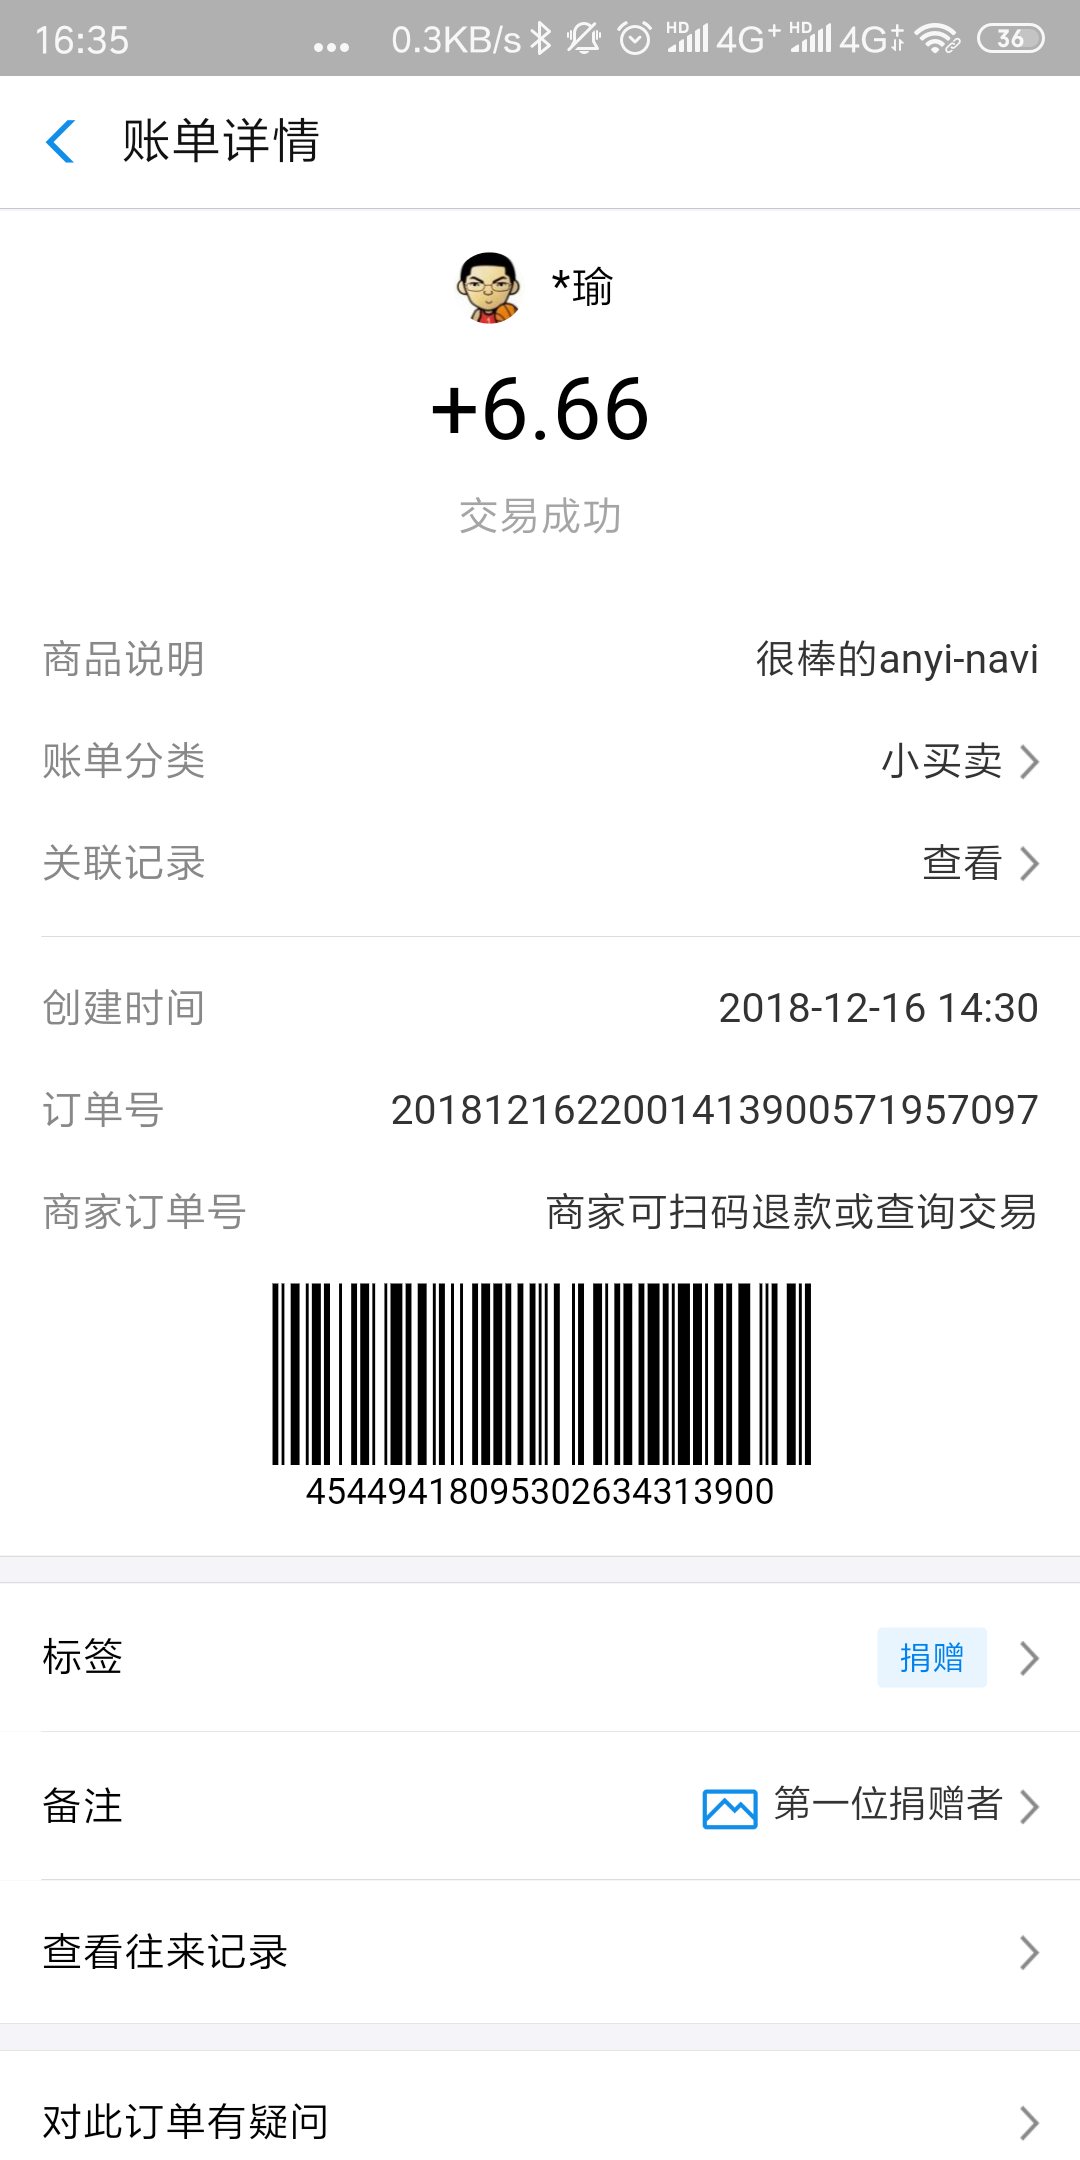 16:35 ... 0.3KB/s HD 4G+ HD 4G+ 36
账单详情
*瑜
+6.66
交易成功
商品说明 很棒的anyi-navi
账单分类 小买卖
关联记录 查看
创建时间 2018-12-16 14:30
订单号 2018121622001413900571957097
商家订单号 商家可扫码退款或查询交易
45449418095302634313900
标签 捐赠
备注 第一位捐赠者
查看往来记录
对此订单有疑问